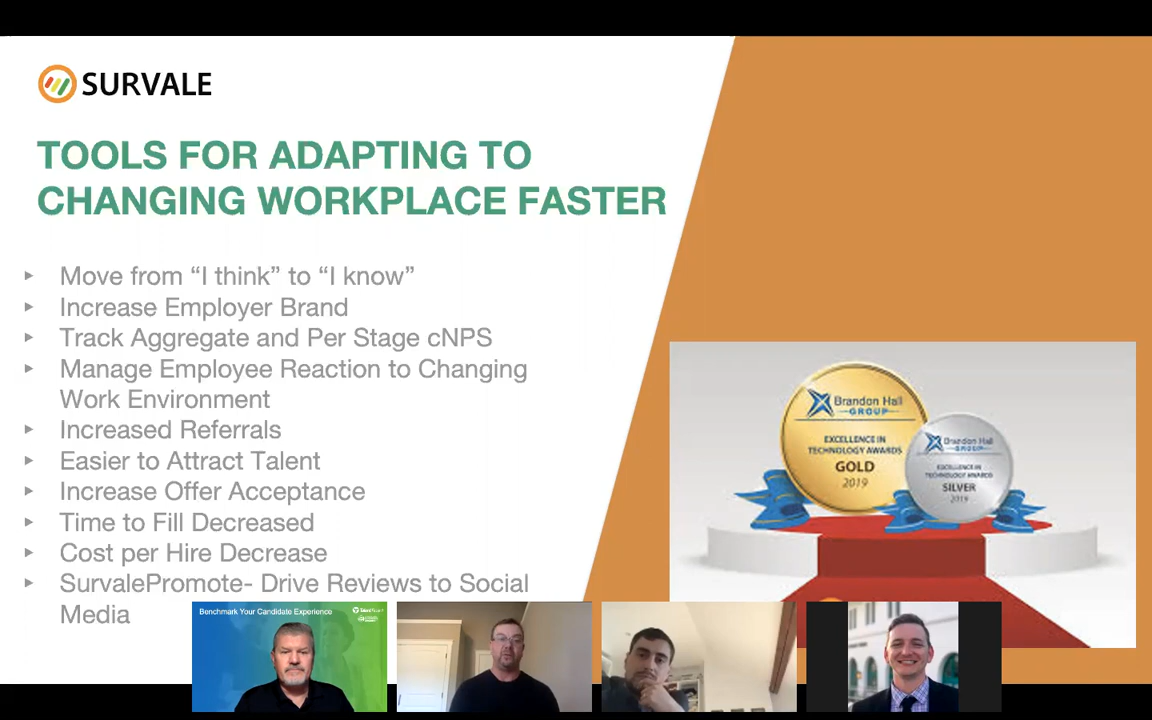 SURVALE
TOOLS FOR ADAPTING TO
CHANGING WORKPLACE FASTER
▸ Move from “I think” to “I know”
▸ Increase Employer Brand
▸ Track Aggregate and Per Stage cNPS
▸ Manage Employee Reaction to Changing
Work Environment
▸ Increased Referrals
▸ Easier to Attract Talent
▸ Increase Offer Acceptance
▸ Time to Fill Decreased
▸ Cost per Hire Decrease
▸ SurvalePromote- Drive Reviews to Social
Media
Brandon Hall
GROUP
EXCELLENCE IN
TECHNOLOGY AWARDS
GOLD
2019
Brandon Hall
GROUP
EXCELLENCE IN
TECHNOLOGY AWARDS
SILVER
2019
Benchmark Your Candidate Experience